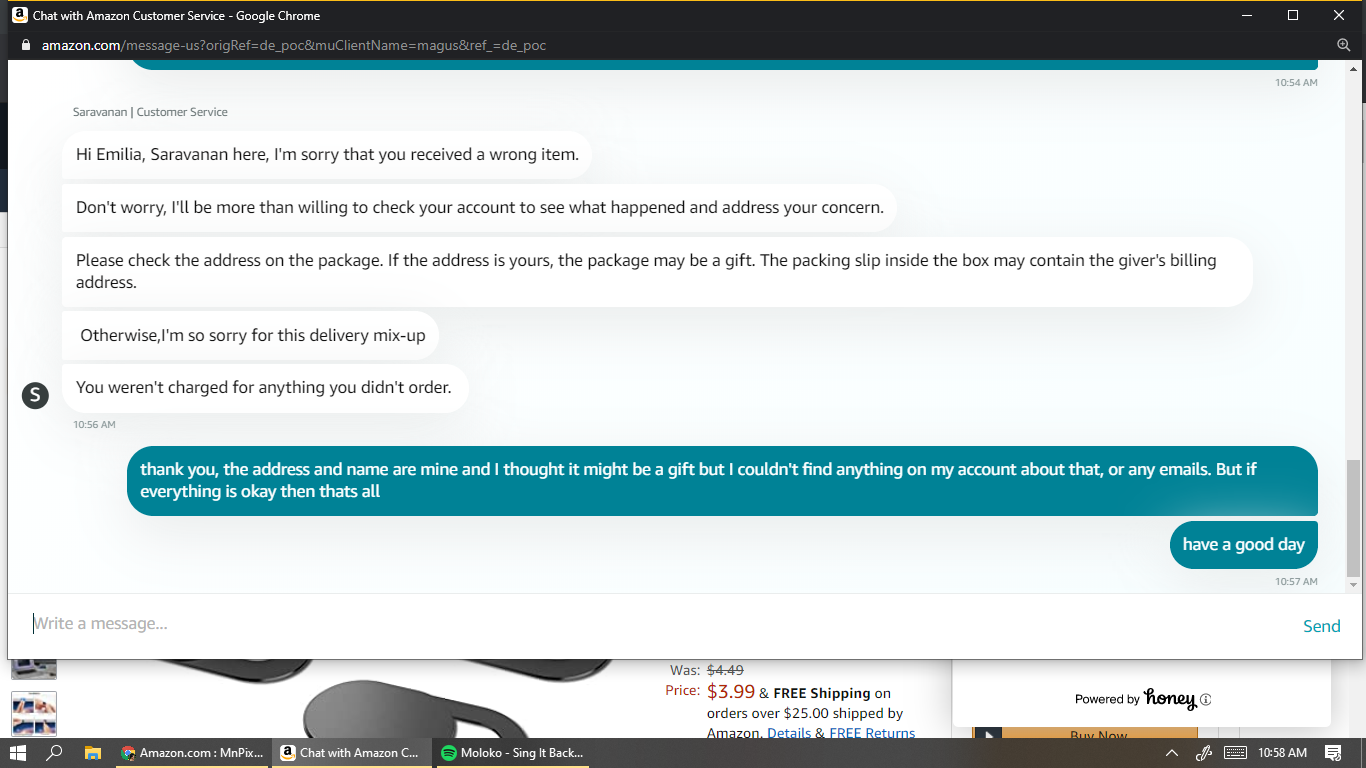 Chat with Amazon Customer Service - Google Chrome
amazon.com/message-us?origRef=de_poc&muClientName=magus&ref_=de_poc
10:54 AM
Saravanan | Customer Service
Hi Emilia, Saravanan here, I'm sorry that you received a wrong item.
Don't worry, I'll be more than willing to check your account to see what happened and address your concern.
Please check the address on the package. If the address is yours, the package may be a gift. The packing slip inside the box may contain the giver's billing
address.
Otherwise,I'm so sorry for this delivery mix-up
You weren't charged for anything you didn't order.
S
10:56 AM
thank you, the address and name are mine and I thought it might be a gift but I couldn't find anything on my account about that, or any emails. But if
everything is okay then thats all
have a good day
10:57 AM
Write a message...
Send
Was: $4.49
Price: $3.99 & FREE Shipping on
orders over $25.00 shipped by
Amazon. Details & FREE Returns
Powered by honey
Buy Now
Amazon.com : MnPix...
Chat with Amazon C...
Moloko - Sing It Back...
10:58 AM